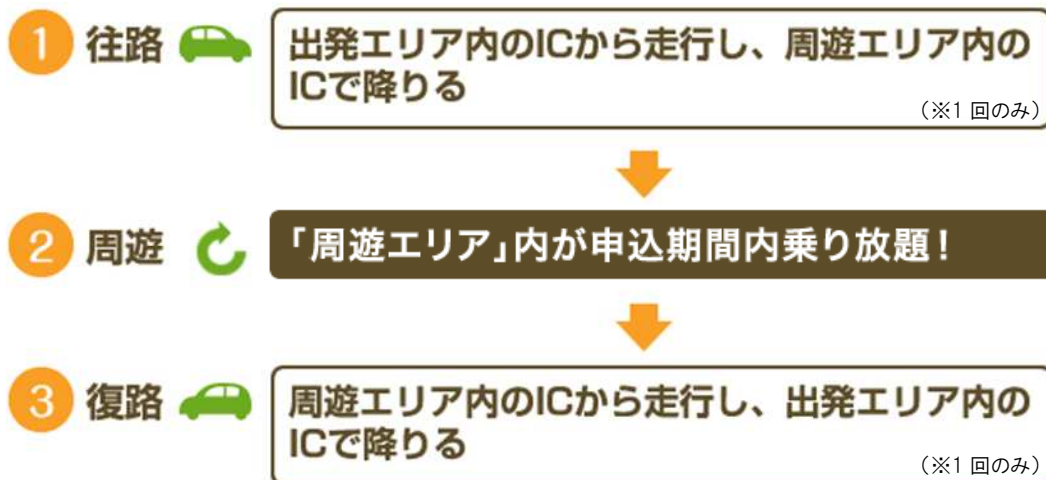 1 往路
出発エリア内のICから走行し、周遊エリア内の
ICで降りる
（※1 回のみ）
2 周遊
「周遊エリア」内が申込期間内乗り放題！
3 復路
周遊エリア内のICから走行し、出発エリア内の
ICで降りる
（※1 回のみ）